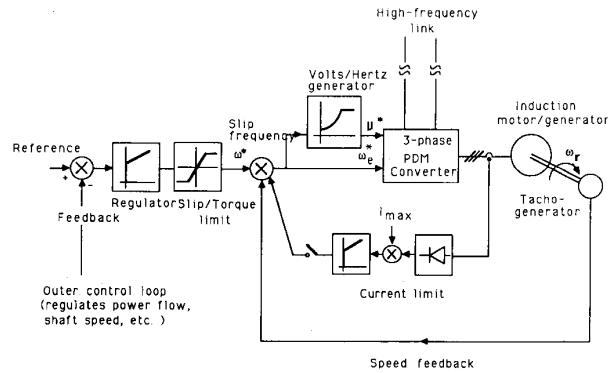 High-frequency
link
Volts/Hertz
generator
Induction
motor/generator
Slip
frequency
μ*
3-phase
PDM
Converter
ω*
ωe*
ωr
Reference
+
-
Regulator
Slip/Torque
limit
Tacho-
generator
Feedback
imax
Current limit
Outer control loop
(regulates power flow,
shaft speed, etc.)
Speed feedback